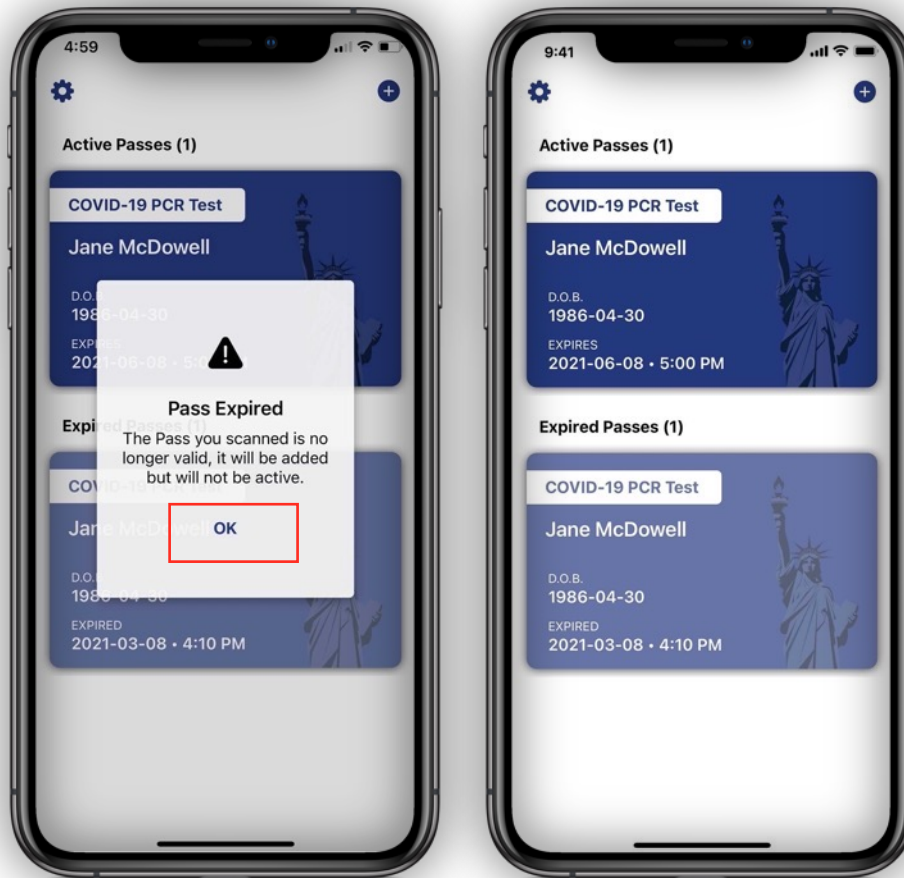 4:59
Active Passes (1)
COVID-19 PCR Test
Jane McDowell
D.O.B.
1986-04-30
EXPIRES
2021-06-08 • 5:00 PM
Pass Expired
The Pass you scanned is no
longer valid, it will be added
but will not be active.
OK
Expired Passes (1)
COVID-19 PCR Test
Jane McDowell
D.O.B.
1986-04-30
EXPIRED
2021-03-08 • 4:10 PM
9:41
Active Passes (1)
COVID-19 PCR Test
Jane McDowell
D.O.B.
1986-04-30
EXPIRES
2021-06-08 • 5:00 PM
Expired Passes (1)
COVID-19 PCR Test
Jane McDowell
D.O.B.
1986-04-30
EXPIRED
2021-03-08 • 4:10 PM